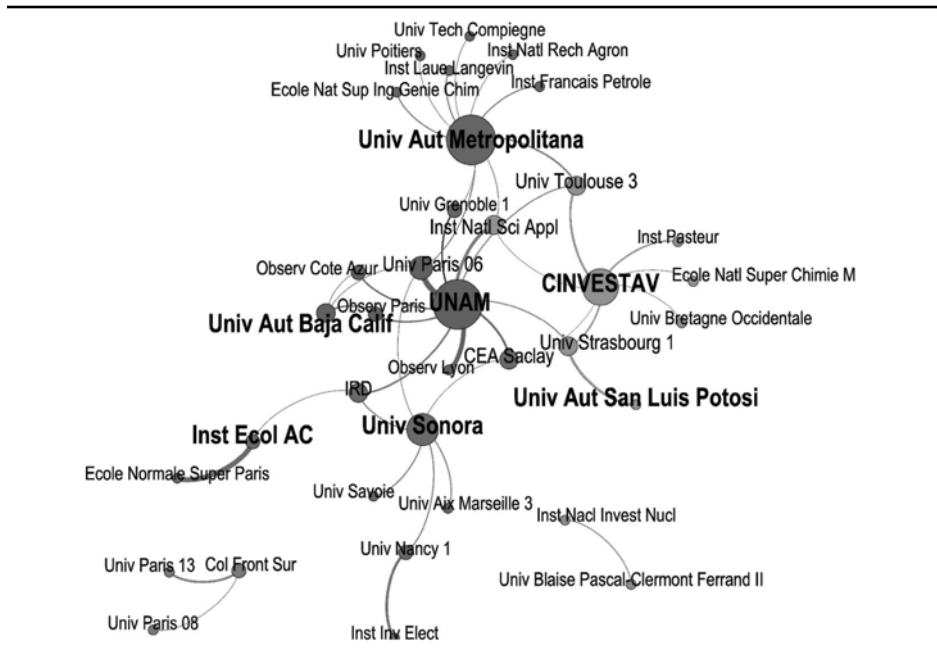 Univ Tech Compiegne
Univ Poitiers
Inst Natl Rech Agron
Inst Laue Langevin
Ecole Nat Sup Ing Genie Chim
Inst Francais Petrole
Univ Aut Metropolitana
Univ Toulouse 3
Univ Grenoble 1
Inst Natl Sci Appl
Inst Pasteur
Observ Cote Azur
Univ Paris 06
Ecole Natl Super Chimie M
CINVESTAV
Observ Paris
UNAM
Univ Aut Baja Calif
Univ Bretagne Occidentale
Univ Strasbourg 1
CEA Saclay
Observ Lyon
IRD
Univ Aut San Luis Potosi
Univ Sonora
Inst Ecol AC
Ecole Normale Super Paris
Univ Savoie
Univ Aix Marseille 3
Inst Nacl Invest Nucl
Univ Nancy 1
Univ Paris 13
Col Front Sur
Univ Blaise Pascal-Clermont Ferrand II
Univ Paris 08
Inst Inv Elect